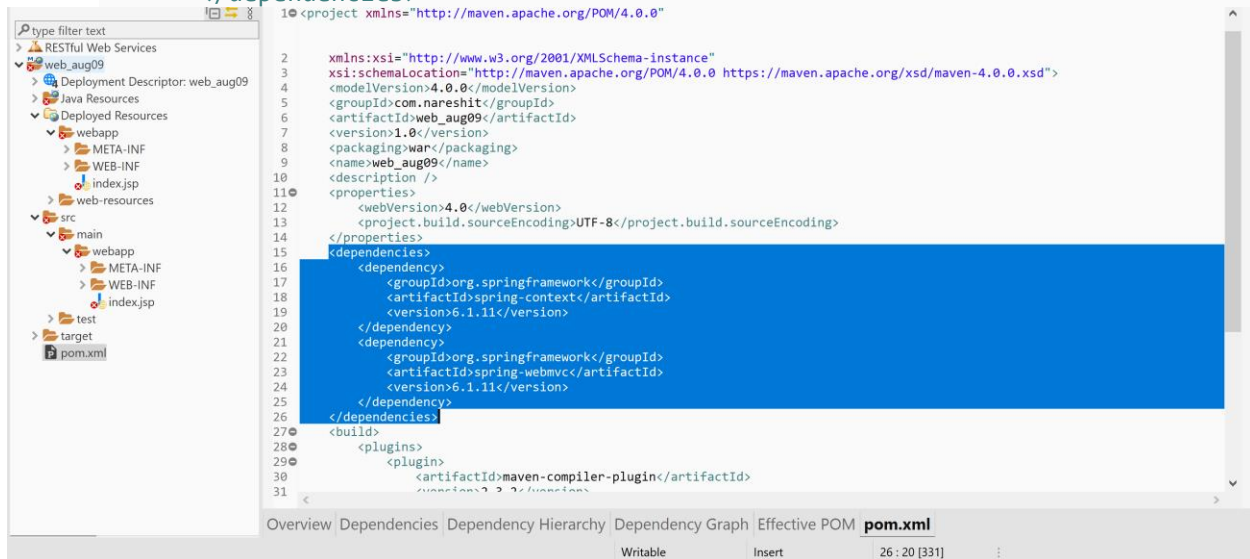 </dependencies>
type filter text
RESTful Web Services
web_aug09
Deployment Descriptor: web_aug09
Java Resources
Deployed Resources
webapp
META-INF
WEB-INF
index.jsp
web-resources
src
main
webapp
META-INF
WEB-INF
index.jsp
test
target
pom.xml
1 <project xmlns="http://maven.apache.org/POM/4.0.0"
2 xmlns:xsi="http://www.w3.org/2001/XMLSchema-instance"
3 xsi:schemaLocation="http://maven.apache.org/POM/4.0.0 https://maven.apache.org/xsd/maven-4.0.0.xsd">
4 <modelVersion>4.0.0</modelVersion>
5 <groupId>com.nareshit</groupId>
6 <artifactId>web_aug09</artifactId>
7 <version>1.0</version>
8 <packaging>war</packaging>
9 <name>web_aug09</name>
10 <description />
11 <properties>
12 <webVersion>4.0</webVersion>
13 <project.build.sourceEncoding>UTF-8</project.build.sourceEncoding>
14 </properties>
15 <dependencies>
16 <dependency>
17 <groupId>org.springframework</groupId>
18 <artifactId>spring-context</artifactId>
19 <version>6.1.11</version>
20 </dependency>
21 <dependency>
22 <groupId>org.springframework</groupId>
23 <artifactId>spring-webmvc</artifactId>
24 <version>6.1.11</version>
25 </dependency>
26 </dependencies>
27 <build>
28 <plugins>
29 <plugin>
30 <artifactId>maven-compiler-plugin</artifactId>
31 <version>2.3.2</version>
Overview Dependencies Dependency Hierarchy Dependency Graph Effective POM pom.xml
Writable Insert 26 : 20 [331]